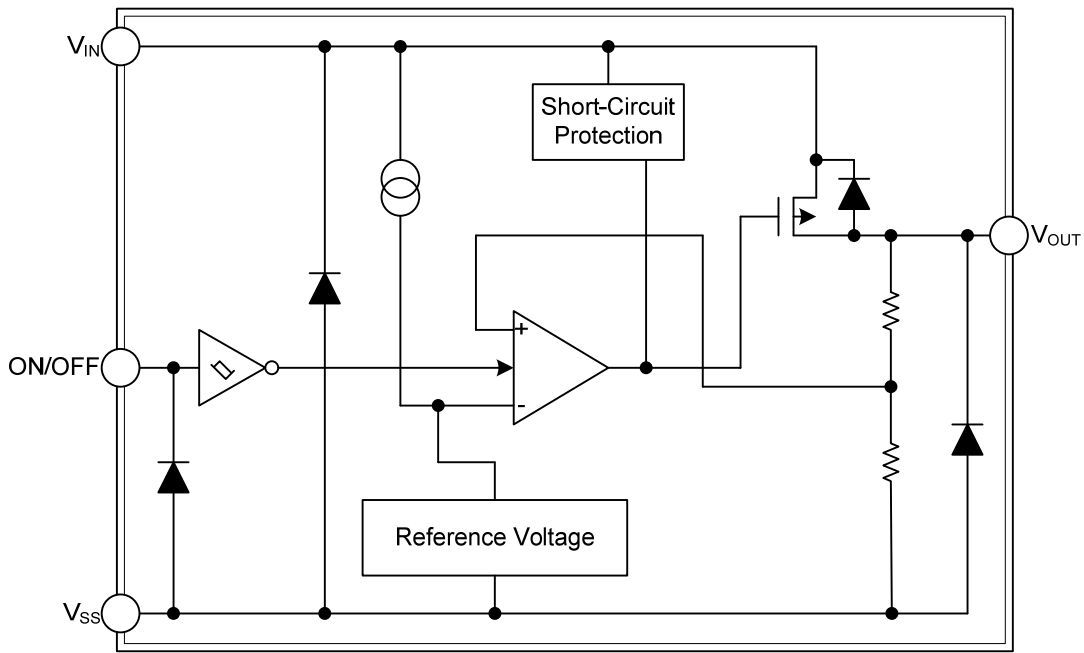 VIN
Short-Circuit
Protection
VOUT
+
ON/OFF
-
Reference Voltage
VSS